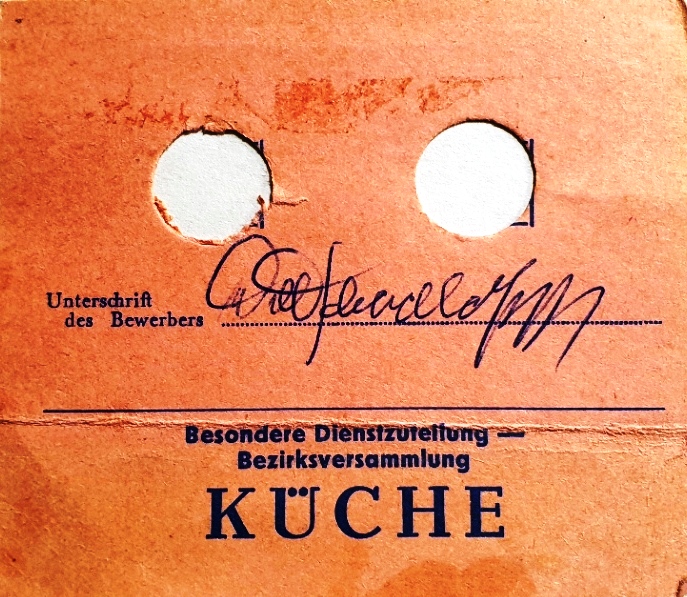 Unterschrift
des Bewerbers
Besondere Dienstzuteilung —
Bezirksversammlung
KÜCHE